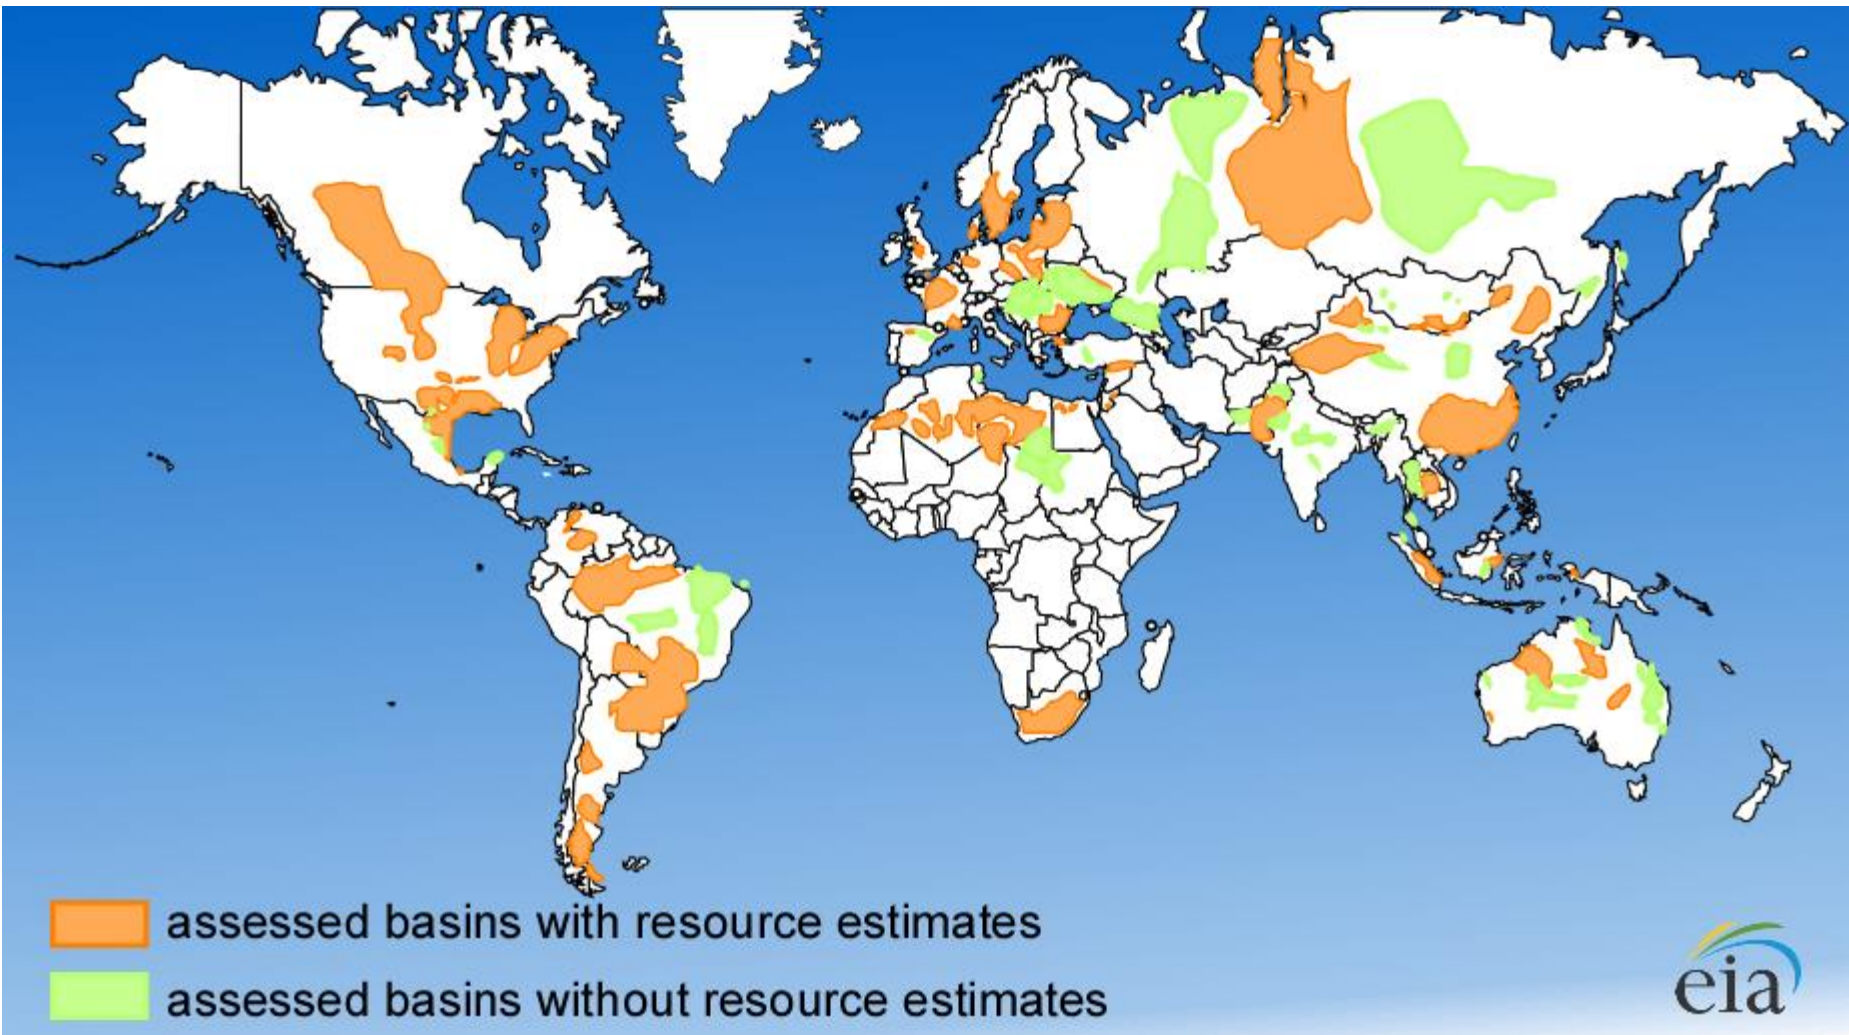 assessed basins with resource estimates
assessed basins without resource estimates
eia